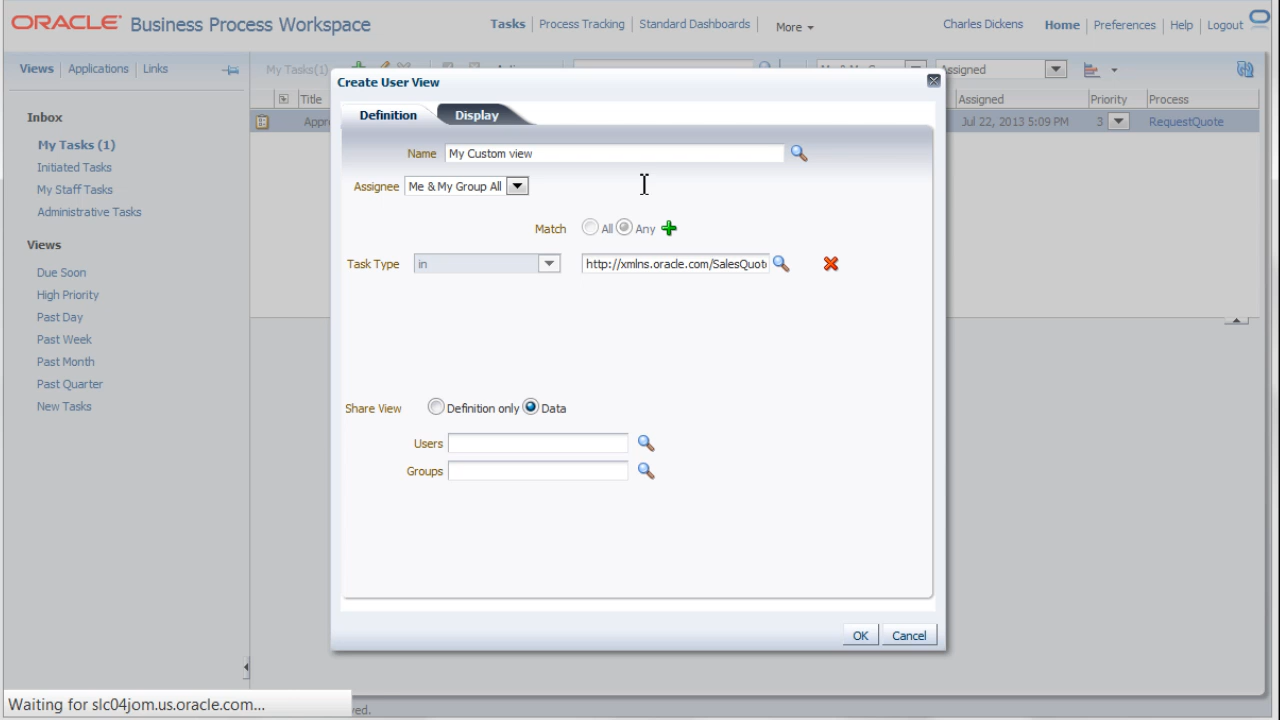 ORACLE Business Process Workspace
Tasks Process Tracking Standard Dashboards More Charles Dickens Home Preferences Help Logout
Views Applications Links My Tasks(1) Assigned
Title Assigned Priority Process
Appr Jul 22, 2013 5:09 PM 3 RequestQuote
Inbox
My Tasks (1)
Initiated Tasks
My Staff Tasks
Administrative Tasks
Views
Due Soon
High Priority
Past Day
Past Week
Past Month
Past Quarter
New Tasks
Create User View
Definition Display
Name My Custom view
Assignee Me & My Group All
Match All Any
Task Type in http://xmlns.oracle.com/SalesQuot
Share View Definition only Data
Users
Groups
OK Cancel
Waiting for slc04jom.us.oracle.com... ved.